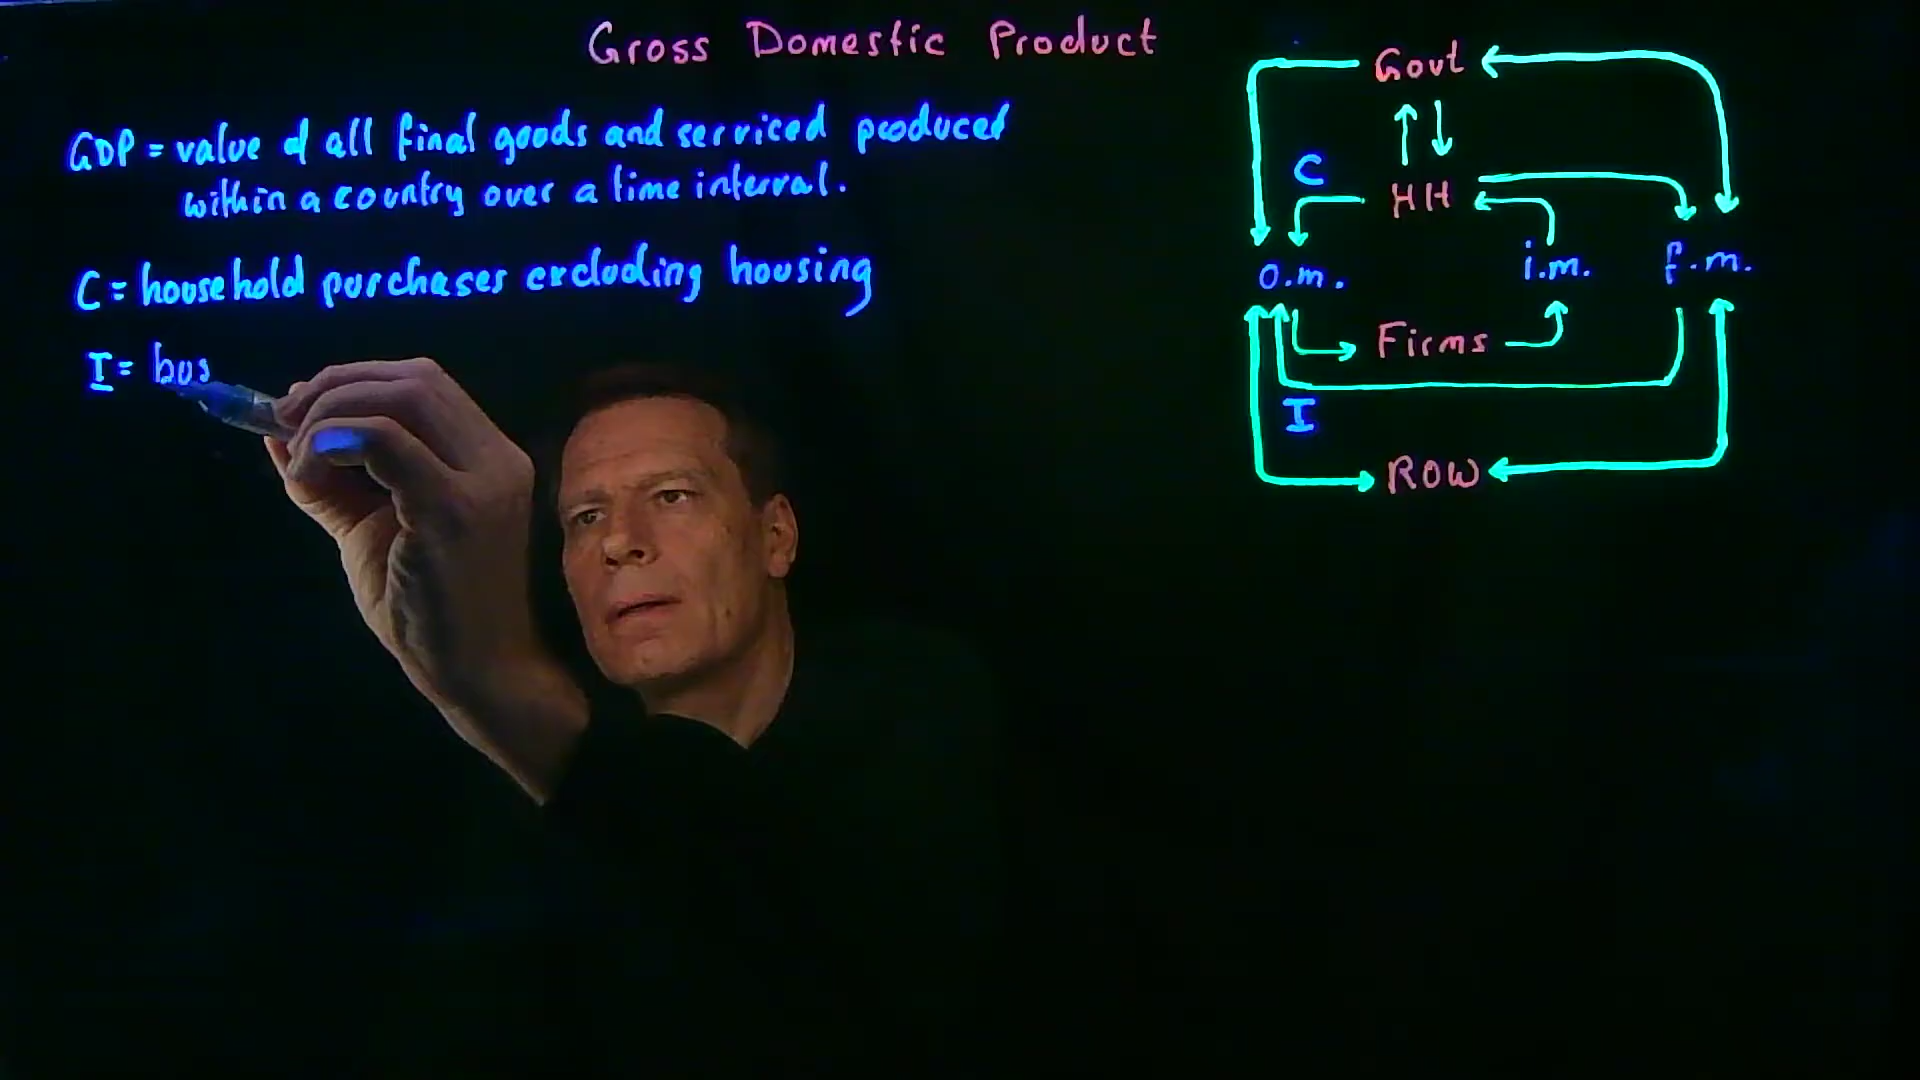 Gross Domestic Product
GDP = value of all final goods and serviced produced
within a country over a time interval.
C = household purchases excluding housing
I = bus
Govt
C
HH
o.m.
i.m.
f.m.
Firms
I
ROW